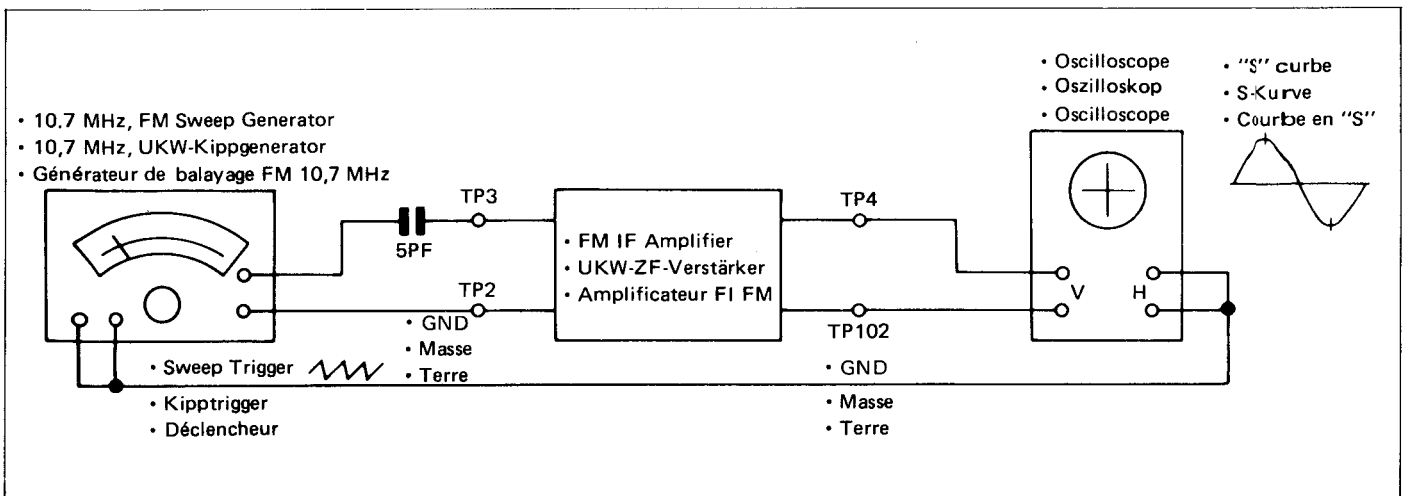 • 10,7 MHz, FM Sweep Generator
• 10,7 MHz, UKW-Kippgenerator
• Générateur de balayage FM 10,7 MHz
5PF
TP3
TP2
• GND
• Masse
• Terre
• Sweep Trigger
• Kipptrigger
• Déclencheur
• FM IF Amplifier
• UKW-ZF-Verstärker
• Amplificateur FI FM
TP4
TP102
• GND
• Masse
• Terre
• Oscilloscope
• Oszilloskop
• Oscilloscope
V H
• "S" curbe
• S-Kurve
• Courbe en "S"